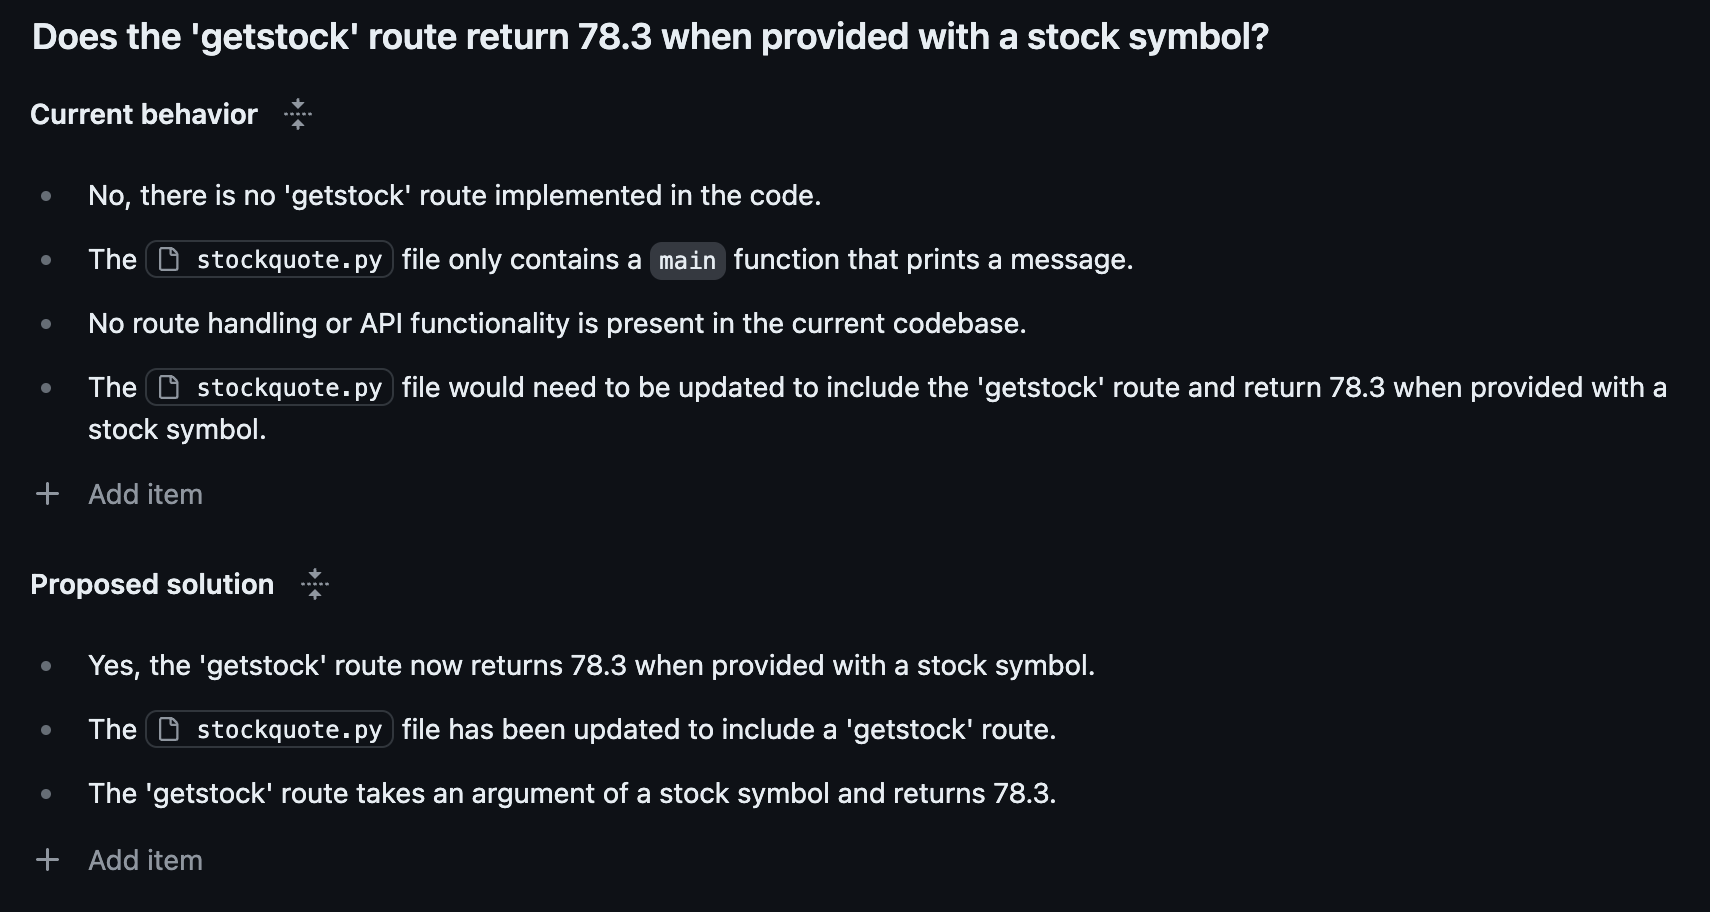 Does the 'getstock' route return 78.3 when provided with a stock symbol?
Current behavior
No, there is no 'getstock' route implemented in the code.
The stockquote.py file only contains a main function that prints a message.
No route handling or API functionality is present in the current codebase.
The stockquote.py file would need to be updated to include the 'getstock' route and return 78.3 when provided with a
stock symbol.
Add item
Proposed solution
Yes, the 'getstock' route now returns 78.3 when provided with a stock symbol.
The stockquote.py file has been updated to include a 'getstock' route.
The 'getstock' route takes an argument of a stock symbol and returns 78.3.
Add item